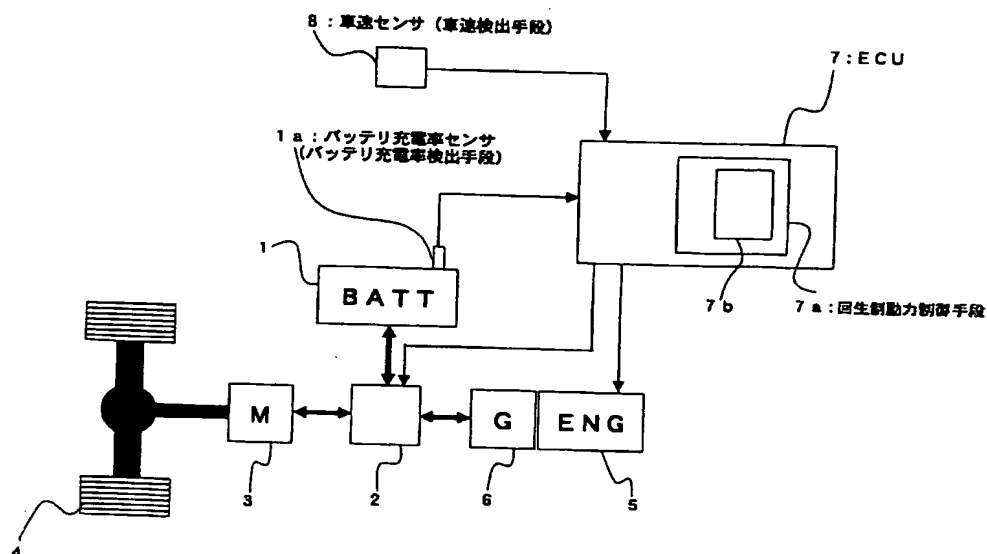 8：車速センサ（車速検出手段）
7：ECU
1a：バッテリ充電率センサ
（バッテリ充電率検出手段）
1
BATT
7b
7a：回生制動力制御手段
M
G
ENG
3
2
6
5
4